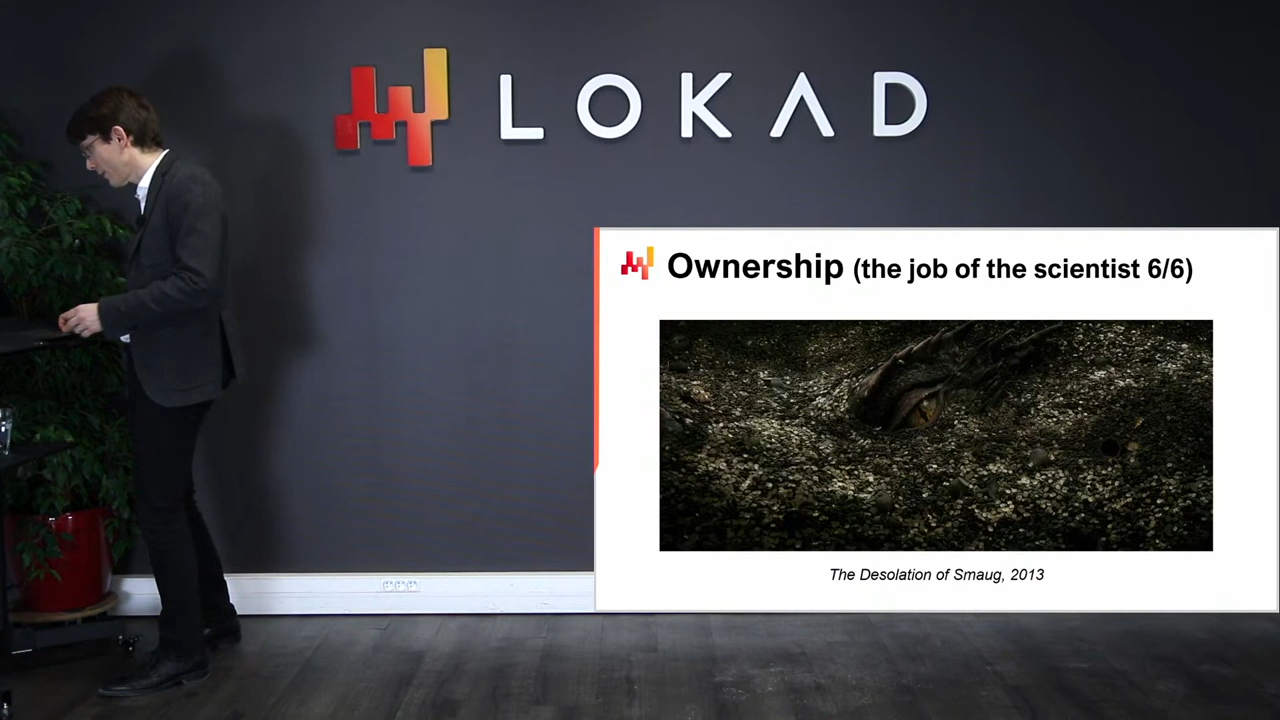 LOKAD
Ownership (the job of the scientist 6/6)
The Desolation of Smaug, 2013